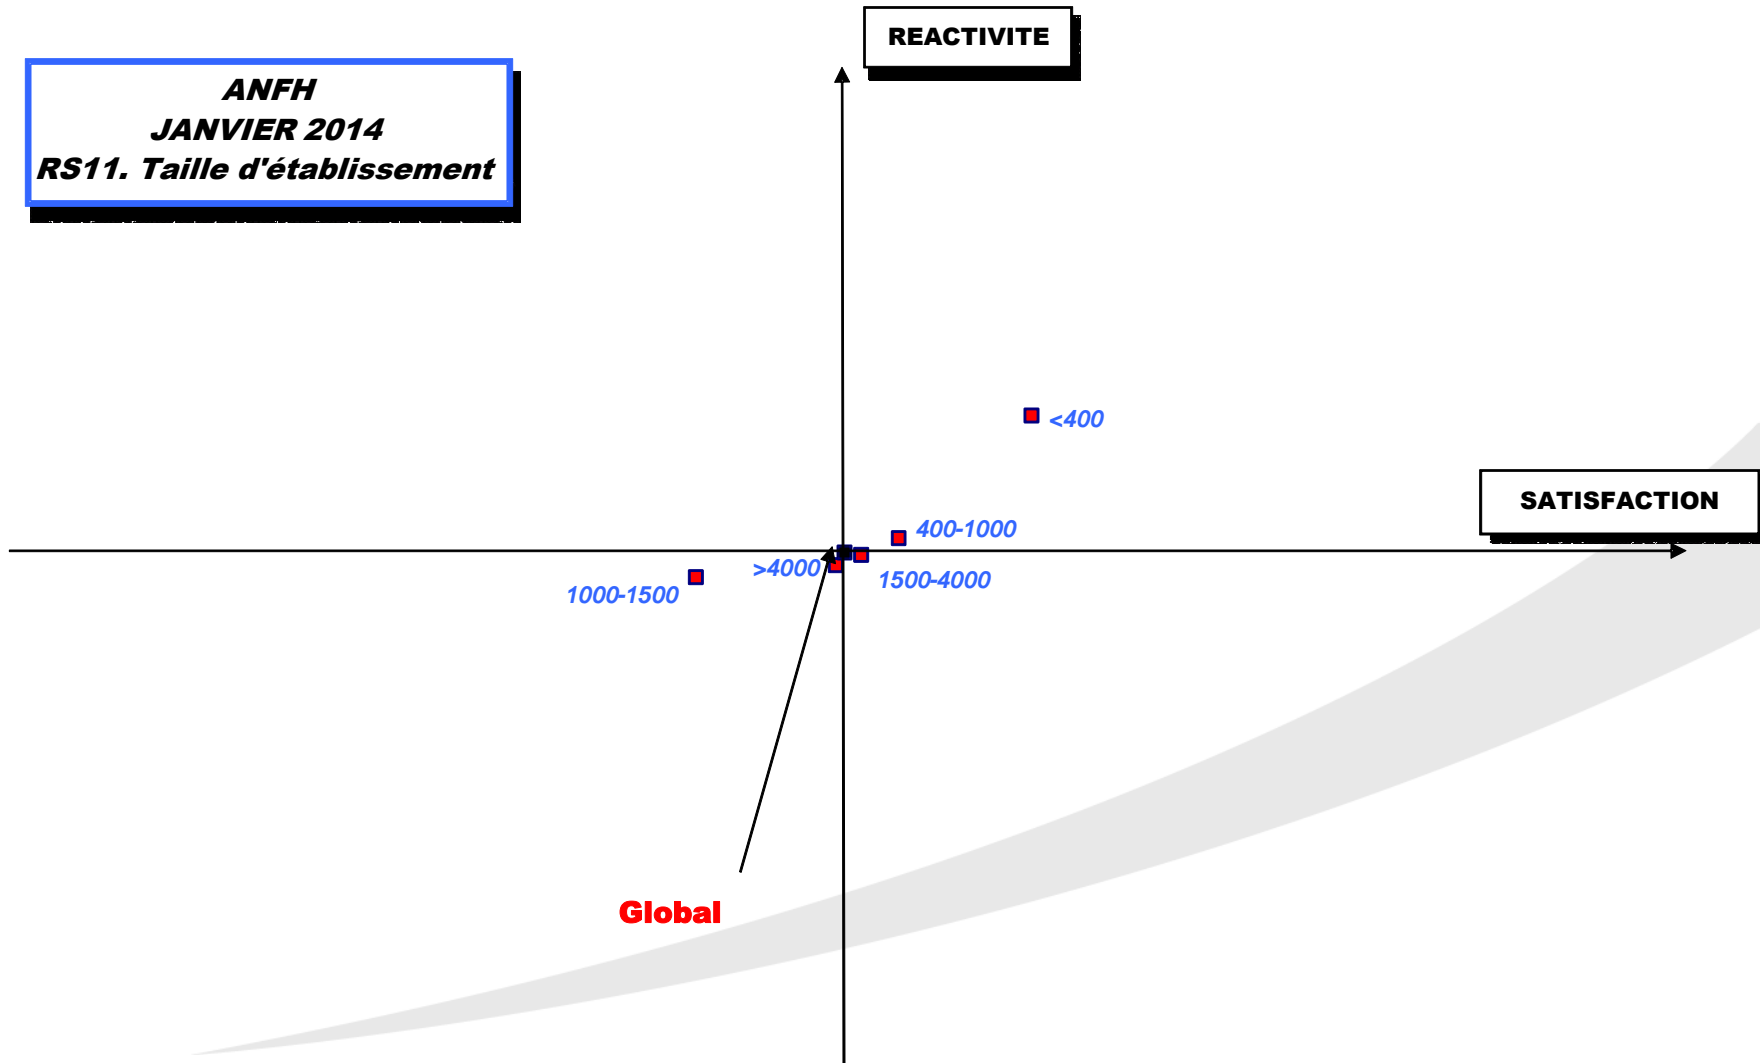 REACTIVITE
ANFH
JANVIER 2014
RS11. Taille d'établissement
<400
SATISFACTION
400-1000
>4000
1500-4000
1000-1500
Global